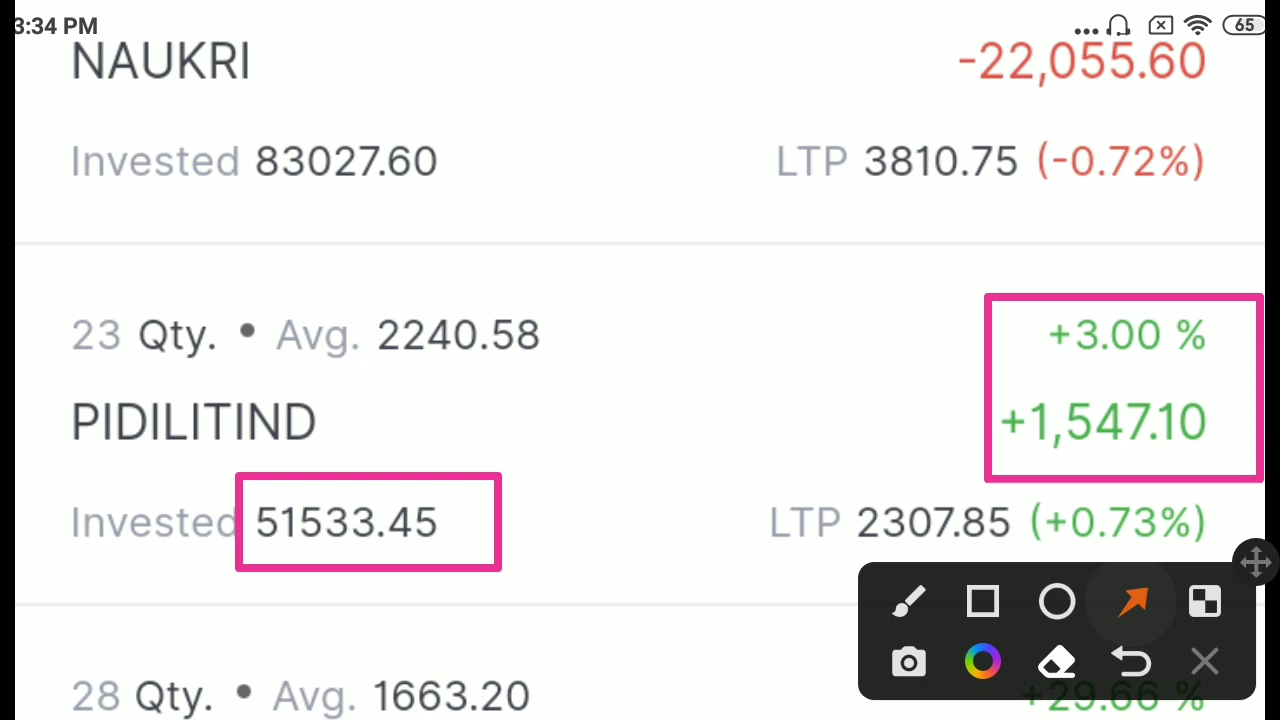 3:34 PM
65
NAUKRI -22,055.60
Invested 83027.60 LTP 3810.75 (-0.72%)
23 Qty. • Avg. 2240.58 +3.00 %
PIDILITIND +1,547.10
Invested 51533.45 LTP 2307.85 (+0.73%)
28 Qty. • Avg. 1663.20 +29.66 %